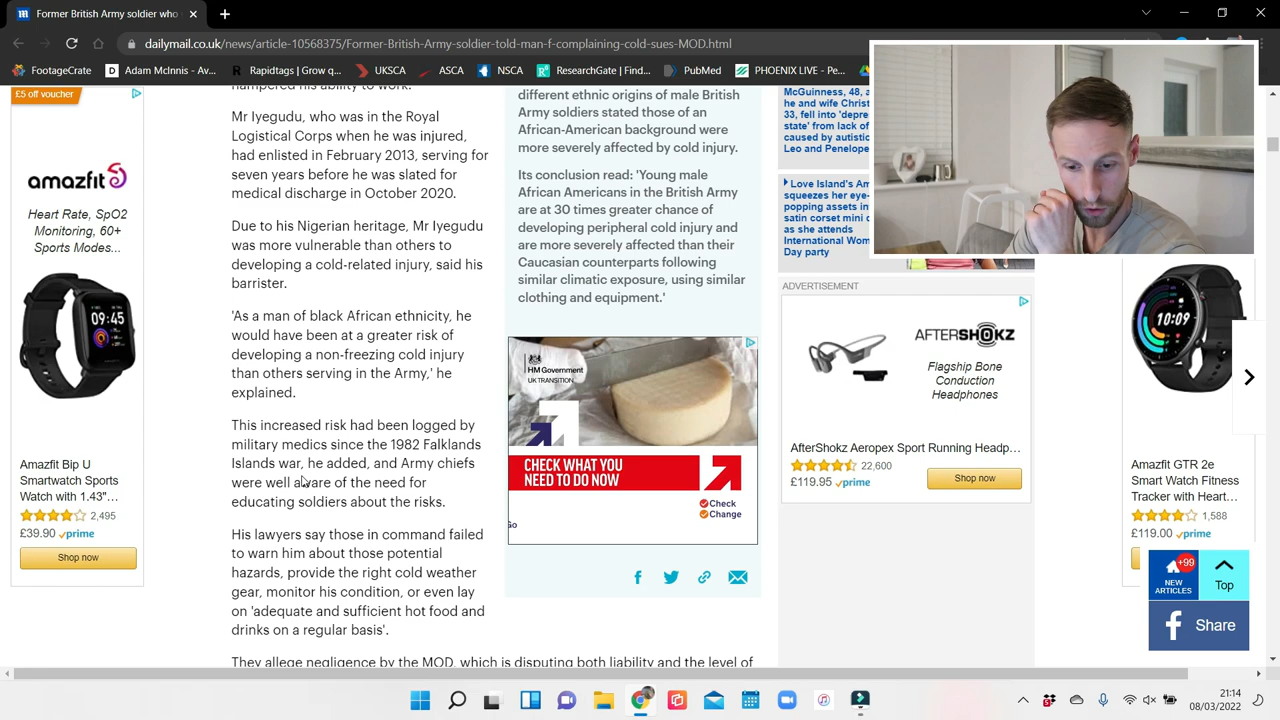 Former British Army soldier who
dailymail.co.uk/news/article-10568375/Former-British-Army-soldier-told-man-f-complaining-cold-sues-MOD.html
FootageCrate
Adam McInnis - Av...
Rapidtags | Grow q...
UKSCA
ASCA
NSCA
ResearchGate | Find...
PubMed
PHOENIX LIVE - Pe...
£5 off voucher
amazfit
Heart Rate, SpO2
Monitoring, 60+
Sports Modes...
09:45
Amazfit Bip U
Smartwatch Sports
Watch with 1.43"...
2,495
£39.90 prime
Shop now
hampered his ability to work.
Mr Iyegudu, who was in the Royal
Logistical Corps when he was injured,
had enlisted in February 2013, serving for
seven years before he was slated for
medical discharge in October 2020.
Due to his Nigerian heritage, Mr Iyegudu
was more vulnerable than others to
developing a cold-related injury, said his
barrister.
'As a man of black African ethnicity, he
would have been at a greater risk of
developing a non-freezing cold injury
than others serving in the Army,' he
explained.
This increased risk had been logged by
military medics since the 1982 Falklands
Islands war, he added, and Army chiefs
were well aware of the need for
educating soldiers about the risks.
His lawyers say those in command failed
to warn him about those potential
hazards, provide the right cold weather
gear, monitor his condition, or even lay
on 'adequate and sufficient hot food and
drinks on a regular basis'.
They allege negligence by the MOD, which is disputing both liability and the level of
different ethnic origins of male British
Army soldiers stated those of an
African-American background were
more severely affected by cold injury.
Its conclusion read: 'Young male
African Americans in the British Army
are at 30 times greater chance of
developing peripheral cold injury and
are more severely affected than their
Caucasian counterparts following
similar climatic exposure, using similar
clothing and equipment.'
HM Government
UK TRANSITION
CHECK WHAT YOU
NEED TO DO NOW
Check
Change
Go
McGuinness, 48, a
he and wife Christ
33, fell into 'depre
state' from lack of
caused by autistic
Leo and Penelope
Love Island's Am
squeezes her eye-
popping assets in
satin corset mini d
as she attends
International Wom
Day party
ADVERTISEMENT
AFTERSHOKZ
Flagship Bone
Conduction
Headphones
AfterShokz Aeropex Sport Running Headp...
22,600
£119.95 prime
Shop now
10:09
Amazfit GTR 2e
Smart Watch Fitness
Tracker with Heart...
1,588
£119.00 prime
+99
NEW
ARTICLES
Top
Share
21:14
08/03/2022